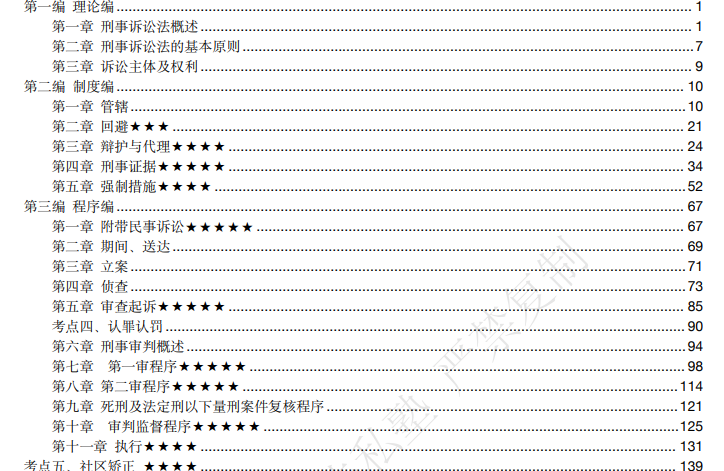 第一编 理论编 1
第一章 刑事诉讼法概述 1
第二章 刑事诉讼法的基本原则 7
第三章 诉讼主体及权利 9
第二编 制度编 10
第一章 管辖 10
第二章 回避★★★ 21
第三章 辩护与代理★★★★ 24
第四章 刑事证据★★★★★ 34
第五章 强制措施★★★★ 52
第三编 程序编 67
第一章 附带民事诉讼★★★★★ 67
第二章 期间、送达 69
第三章 立案 71
第四章 侦查 73
第五章 审查起诉★★★★★ 85
考点四、认罪认罚 90
第六章 刑事审判概述 94
第七章 第一审程序★★★★★ 98
第八章 第二审程序★★★★★ 114
第九章 死刑及法定刑以下量刑案件复核程序 121
第十章 审判监督程序★★★★★ 125
第十一章 执行★★★★ 131
考点五、社区矫正 ★★★★ 139
私塾 严禁复制